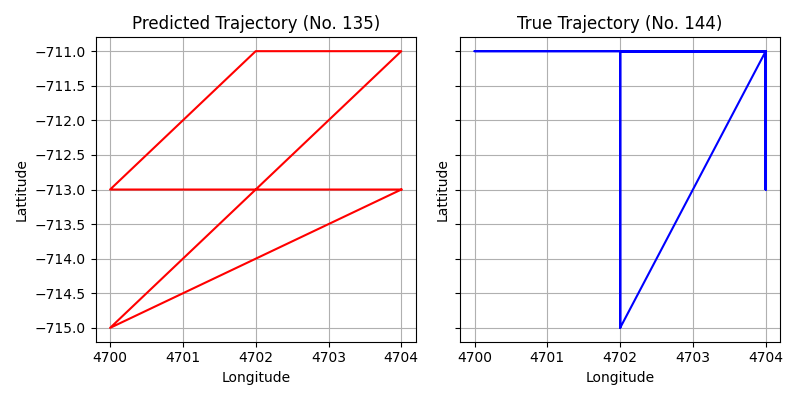 Predicted Trajectory (No. 135)
−711.0
−711.5
−712.0
−712.5
−713.0
−713.5
−714.0
−714.5
−715.0
Lattitude
4700 4701 4702 4703 4704
Longitude
True Trajectory (No. 144)
Lattitude
4700 4701 4702 4703 4704
Longitude